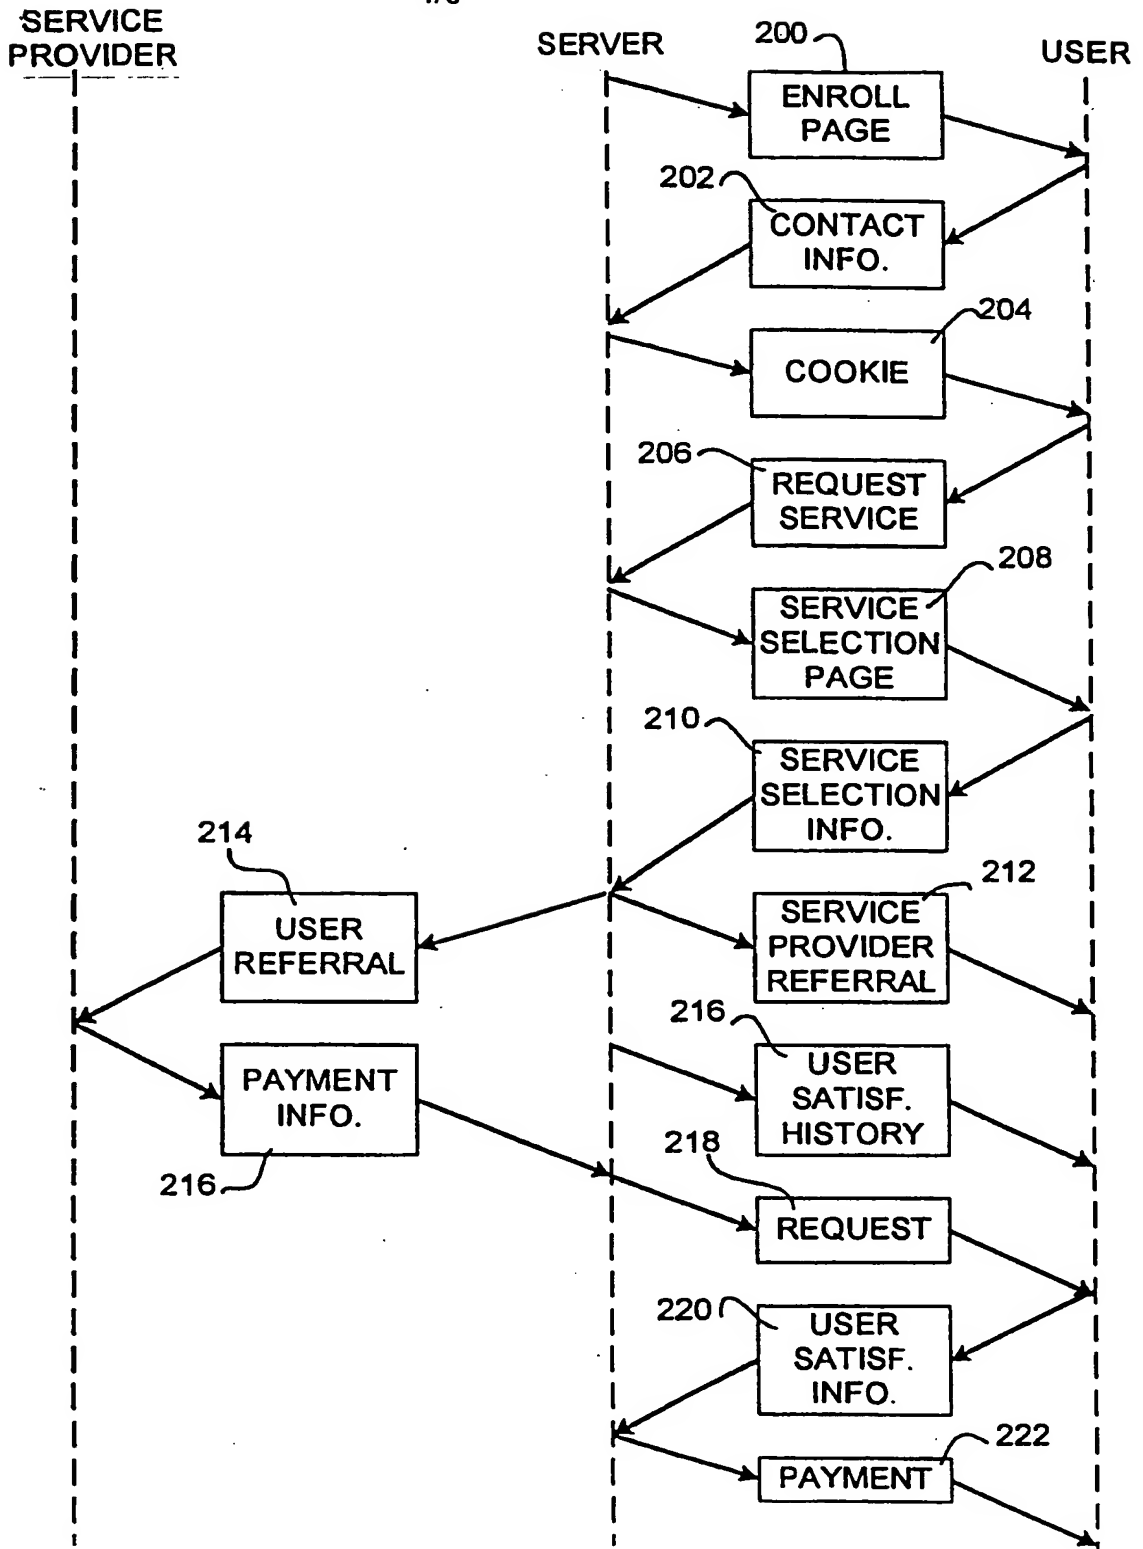 SERVICE
PROVIDER
SERVER
USER
200
ENROLL
PAGE
202
CONTACT
INFO.
204
COOKIE
206
REQUEST
SERVICE
208
SERVICE
SELECTION
PAGE
210
SERVICE
SELECTION
INFO.
214
USER
REFERRAL
212
SERVICE
PROVIDER
REFERRAL
216
USER
SATISF.
HISTORY
PAYMENT
INFO.
216
218
REQUEST
220
USER
SATISF.
INFO.
222
PAYMENT